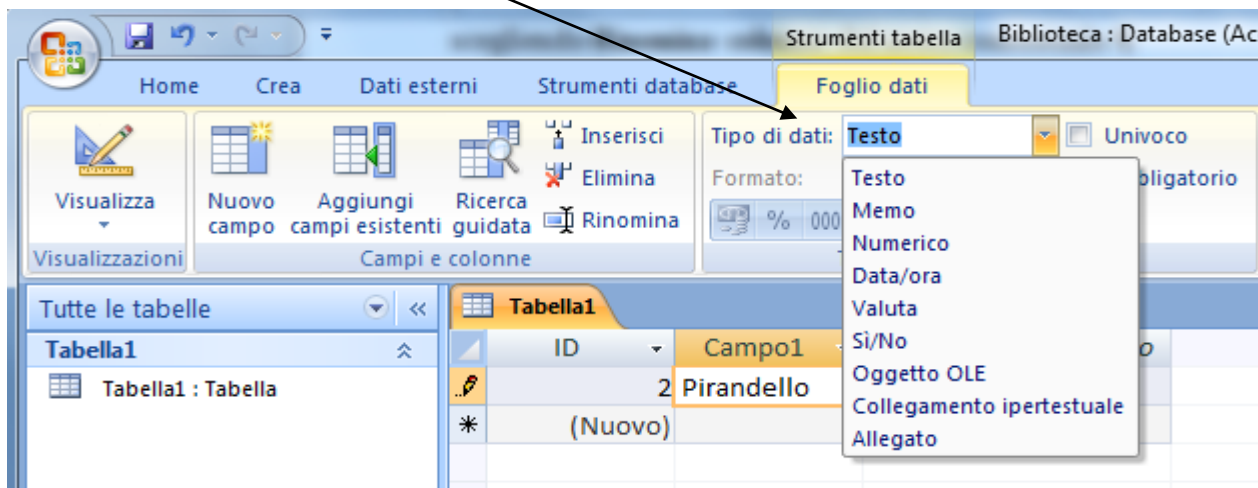 Strumenti tabella Biblioteca : Database (Ac
Home Crea Dati esterni Strumenti database Foglio dati
Visualizza
Nuovo campo
Aggiungi campi esistenti
Ricerca guidata
Inserisci
Elimina
Rinomina
Tipo di dati: Testo Univoco
Formato: bligatorio
% 000
Visualizzazioni Campi e colonne
Testo
Memo
Numerico
Data/ora
Valuta
Sì/No
Oggetto OLE
Collegamento ipertestuale
Allegato
Tutte le tabelle
Tabella1
Tabella1 : Tabella
Tabella1
ID Campo1 o
2 Pirandello
(Nuovo)